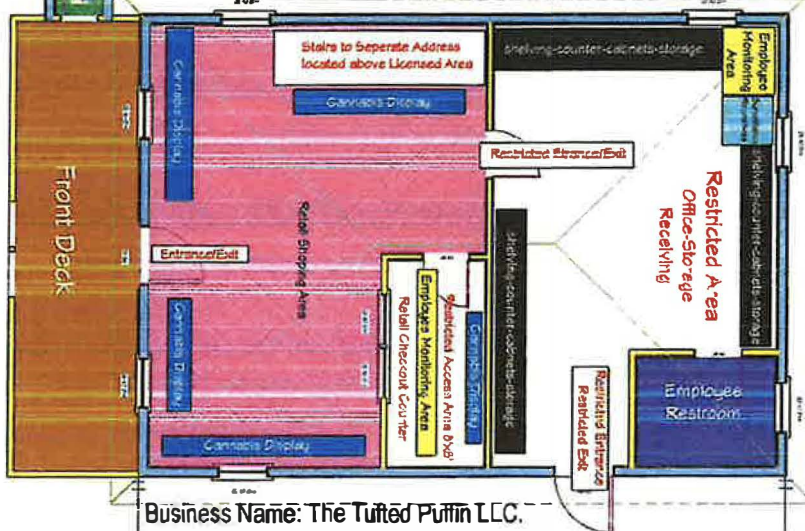 Stairs to Seperate Address
located above Licensed Area
shelving-counter-cabinets-storage
Employee
Monitoring
Area
Cannabis Display
Cannabis Display
shelving-counter-cabinets-storage
Restricted Entrance/Exit
Front Deck
Retail Shoping Area
Restricted Area
Office-Storage
Receiving
Entrance/Exit
Cannabis Display
Restricted Access Area 8'x8'
Employee Monitoring Area
Retail Checkout Counter
Cannabis Display
shelving-counter-cabinets-storage
Restricted Entrance
Restricted Exit
Employee
Restroom
Cannabis Display
Business Name: The Tufted Puffin LLC.